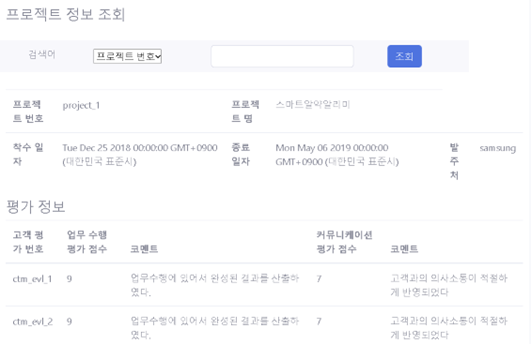 프로젝트 정보 조회
검색어 프로젝트 번호 조회
프로젝트 번호 project_1 프로젝트 명 스마트알약알리미
착수 일자 Tue Dec 25 2018 00:00:00 GMT+0900 (대한민국 표준시) 종료 일자 Mon May 06 2019 00:00:00 GMT+0900 (대한민국 표준시) 발주처 samsung
평가 정보
고객 평가 번호 업무 수행 평가 점수 코멘트 커뮤니케이션 평가 점수 코멘트
ctm_evl_1 9 업무수행에 있어서 완성된 결과를 산출하였다. 7 고객과의 의사소통이 적절하게 반영되었다
ctm_evl_2 9 업무수행에 있어서 완성된 결과를 산출하였다. 7 고객과의 의사소통이 적절하게 반영되었다